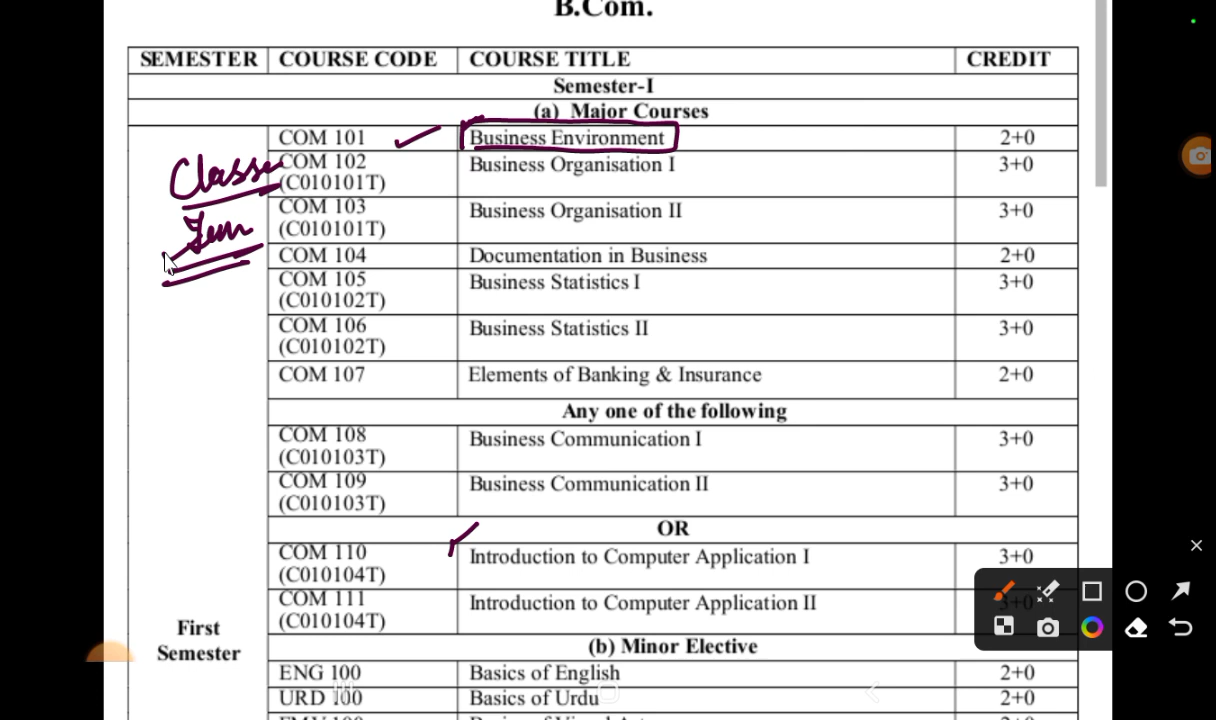 B.Com.
SEMESTER COURSE CODE COURSE TITLE CREDIT
Semester-I
(a) Major Courses
COM 101 Business Environment 2+0
COM 102 Business Organisation I 3+0
(C010101T)
Classe
COM 103 Business Organisation II 3+0
(C010101T)
COM 104 Documentation in Business 2+0
COM 105 Business Statistics I 3+0
(C010102T)
COM 106 Business Statistics II 3+0
(C010102T)
COM 107 Elements of Banking & Insurance 2+0
Any one of the following
COM 108 Business Communication I 3+0
(C010103T)
COM 109 Business Communication II 3+0
(C010103T)
OR
COM 110 Introduction to Computer Application I 3+0
(C010104T)
COM 111 Introduction to Computer Application II
(C010104T)
First
Semester
(b) Minor Elective
ENG 100 Basics of English 2+0
URD 100 Basics of Urdu 2+0